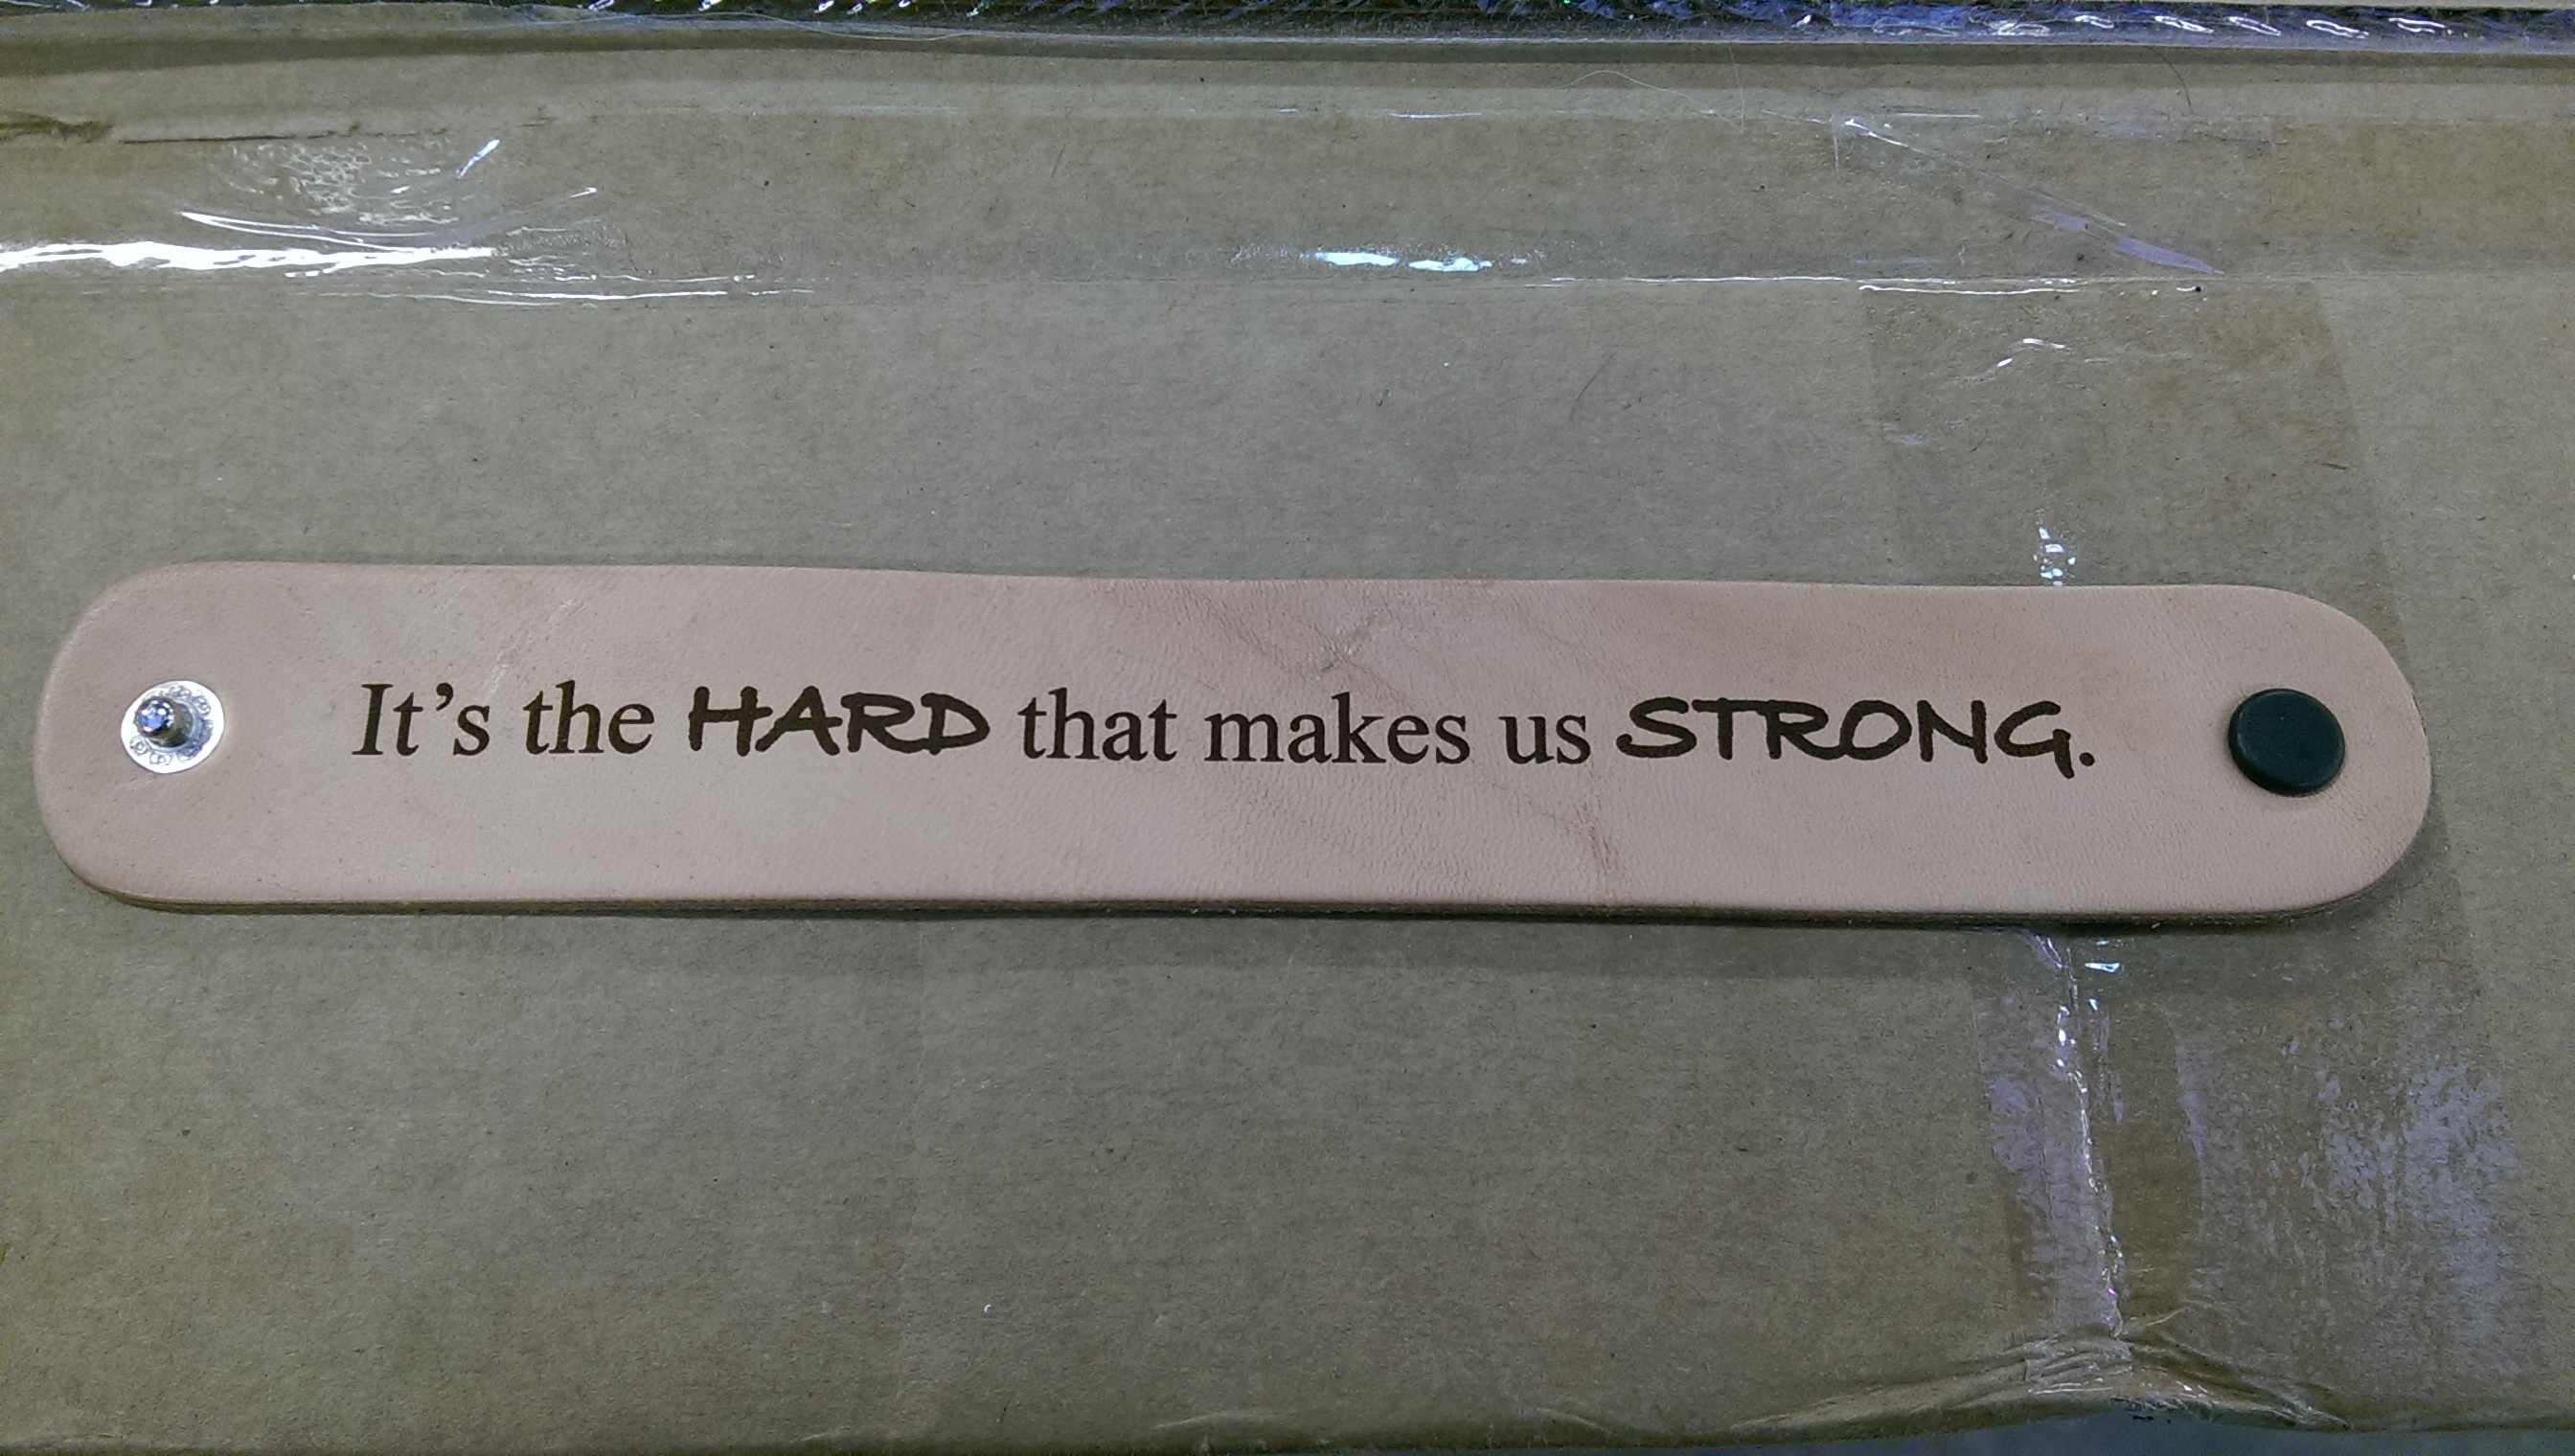 It’s the HARD that makes us STRONG.